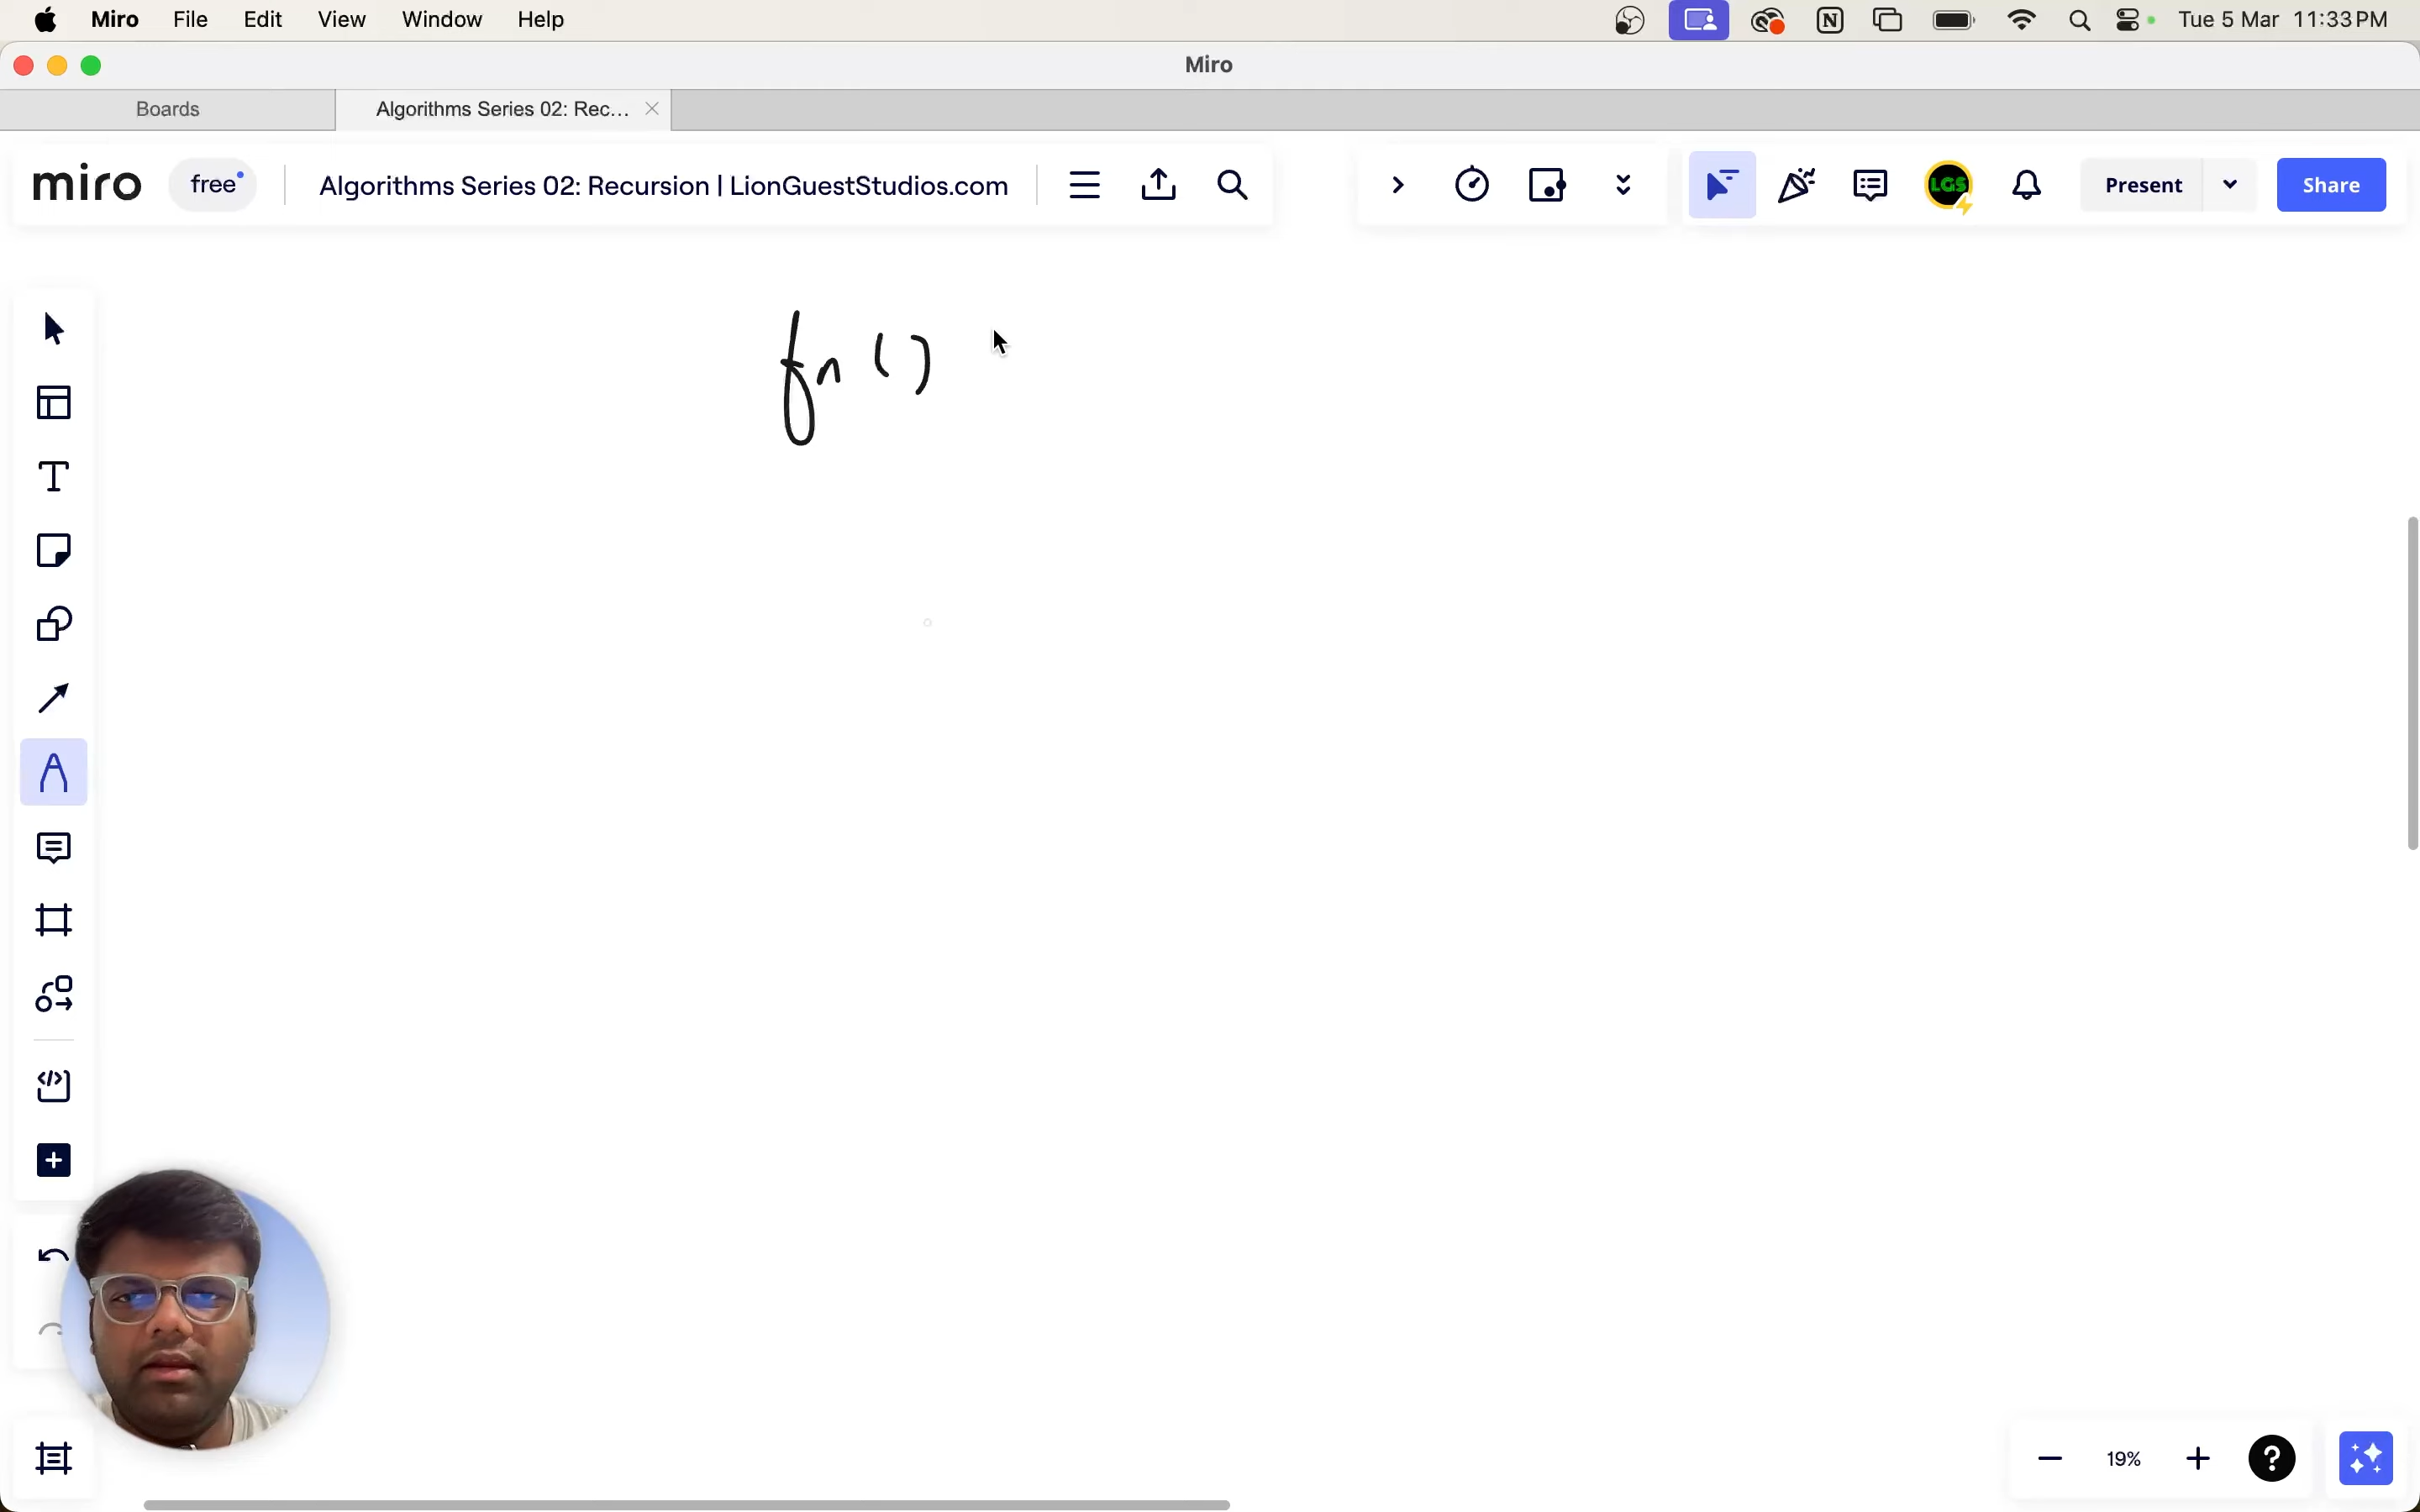 Miro File Edit View Window Help Tue 5 Mar 11:33 PM
Miro
Boards Algorithms Series 02: Rec...
miro free Algorithms Series 02: Recursion | LionGuestStudios.com LGS Present Share
fn ( )
19% ?